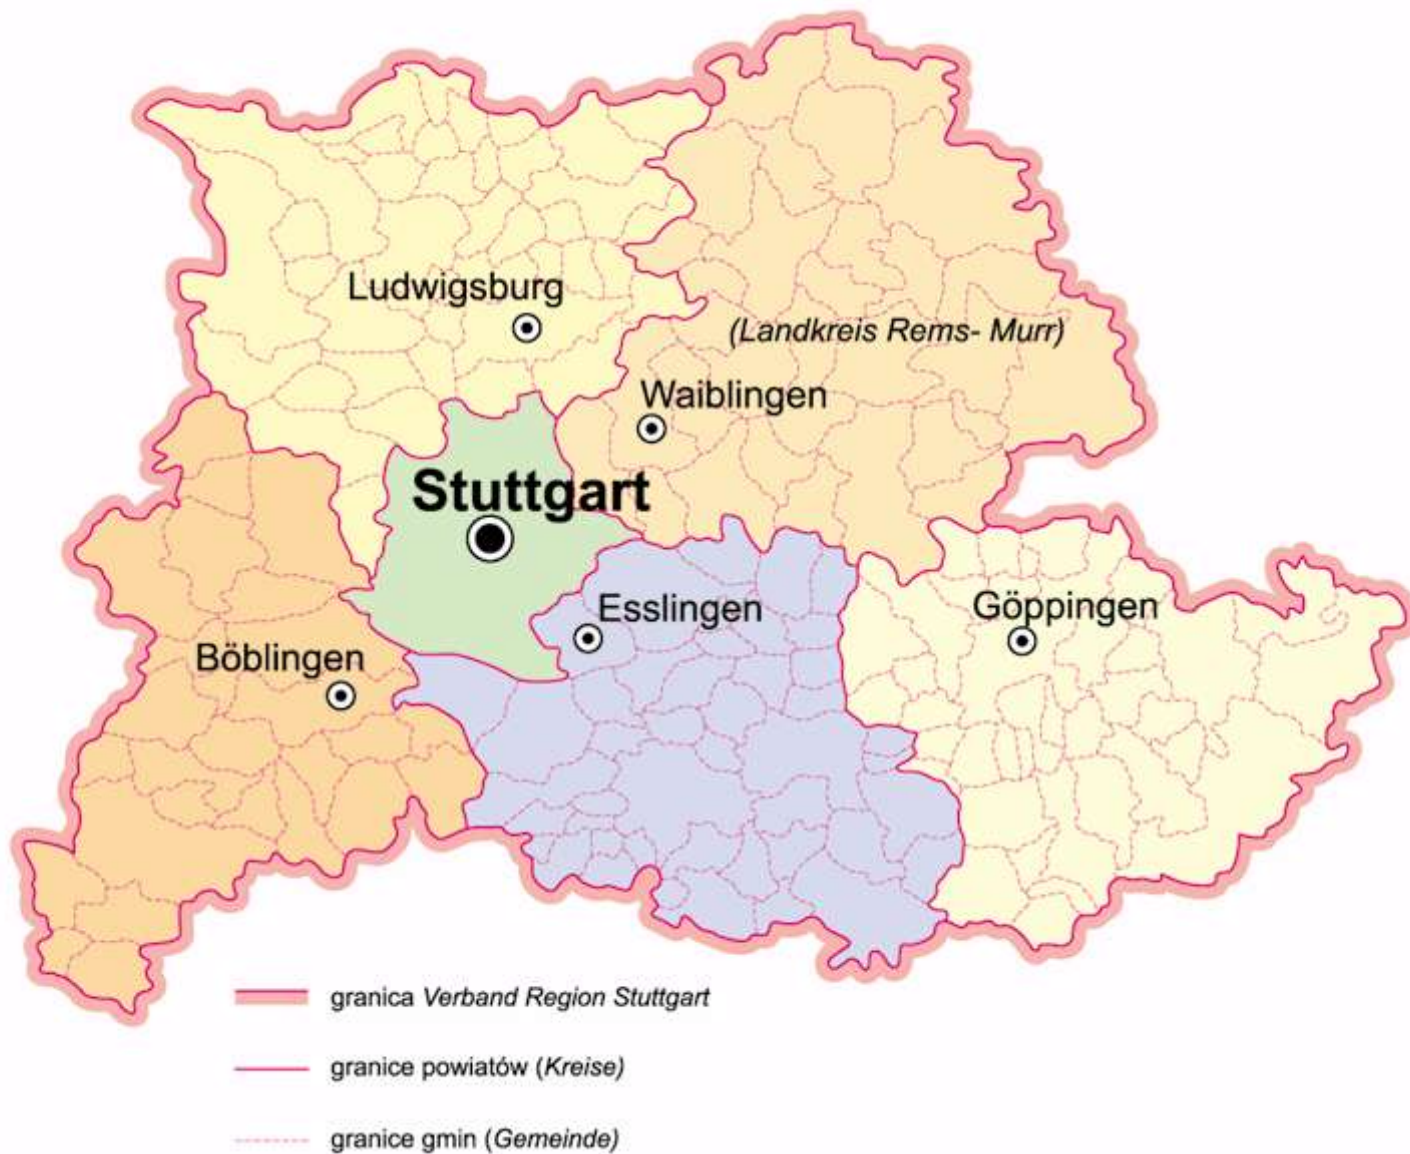 Ludwigsburg
(Landkreis Rems- Murr)
Waiblingen
Stuttgart
Esslingen
Göppingen
Böblingen
granica Verband Region Stuttgart
granice powiatów (Kreise)
granice gmin (Gemeinde)